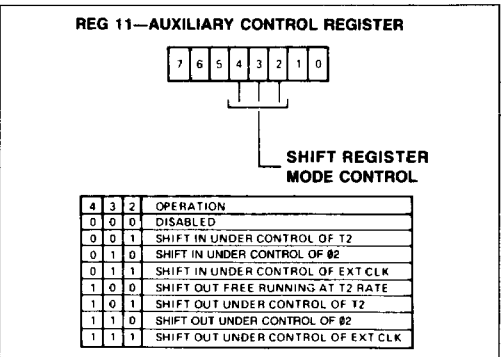 REG 11—AUXILIARY CONTROL REGISTER
7 6 5 4 3 2 1 0
SHIFT REGISTER
MODE CONTROL
4 3 2 OPERATION
0 0 0 DISABLED
0 0 1 SHIFT IN UNDER CONTROL OF T2
0 1 0 SHIFT IN UNDER CONTROL OF Ø2
0 1 1 SHIFT IN UNDER CONTROL OF EXT CLK
1 0 0 SHIFT OUT FREE RUNNING AT T2 RATE
1 0 1 SHIFT OUT UNDER CONTROL OF T2
1 1 0 SHIFT OUT UNDER CONTROL OF Ø2
1 1 1 SHIFT OUT UNDER CONTROL OF EXT CLK